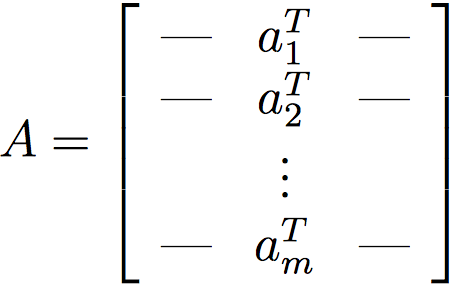 — a_1^T —
— a_2^T —
A =
⋮
— a_m^T —